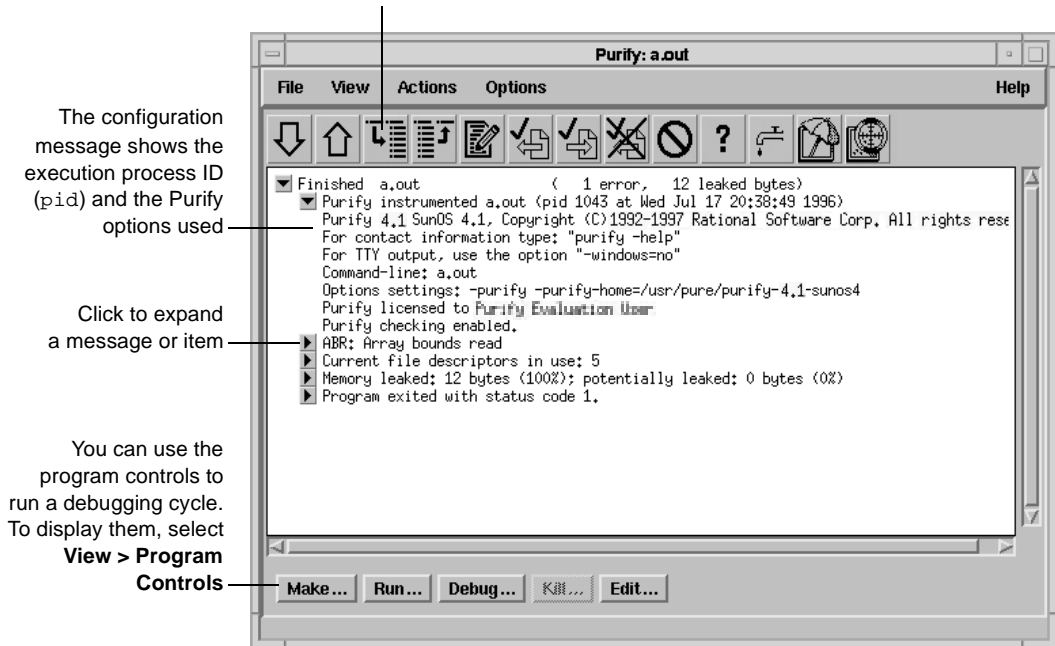 Purify: a.out
File View Actions Options Help
The configuration
message shows the
execution process ID
(pid) and the Purify
options used
?
Finished a.out ( 1 error, 12 leaked bytes)
Purify instrumented a.out (pid 1043 at Wed Jul 17 20:38:49 1996)
Purify 4.1 SunOS 4.1, Copyright (C)1992-1997 Rational Software Corp. All rights rese
For contact information type: "purify -help"
For TTY output, use the option "-windows=no"
Command-line: a.out
Options settings: -purify -purify-home=/usr/pure/purify-4.1-sunos4
Purify licensed to Purify Evaluation User
Purify checking enabled.
Click to expand
a message or item
ABR: Array bounds read
Current file descriptors in use: 5
Memory leaked: 12 bytes (100%); potentially leaked: 0 bytes (0%)
Program exited with status code 1.
You can use the
program controls to
run a debugging cycle.
To display them, select
View > Program
Controls
Make... Run... Debug... Kill... Edit...